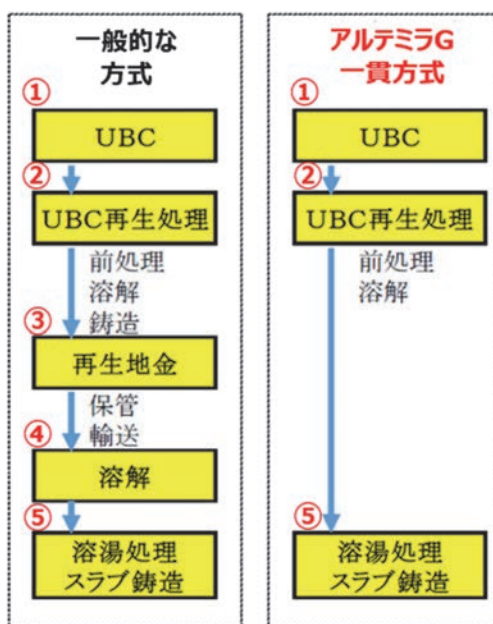 一般的な
方式
①
UBC
②
UBC再生処理
前処理
溶解
鋳造
③
再生地金
保管
輸送
④
溶解
⑤
溶湯処理
スラブ鋳造
アルテミラG
一貫方式
①
UBC
②
UBC再生処理
前処理
溶解
⑤
溶湯処理
スラブ鋳造